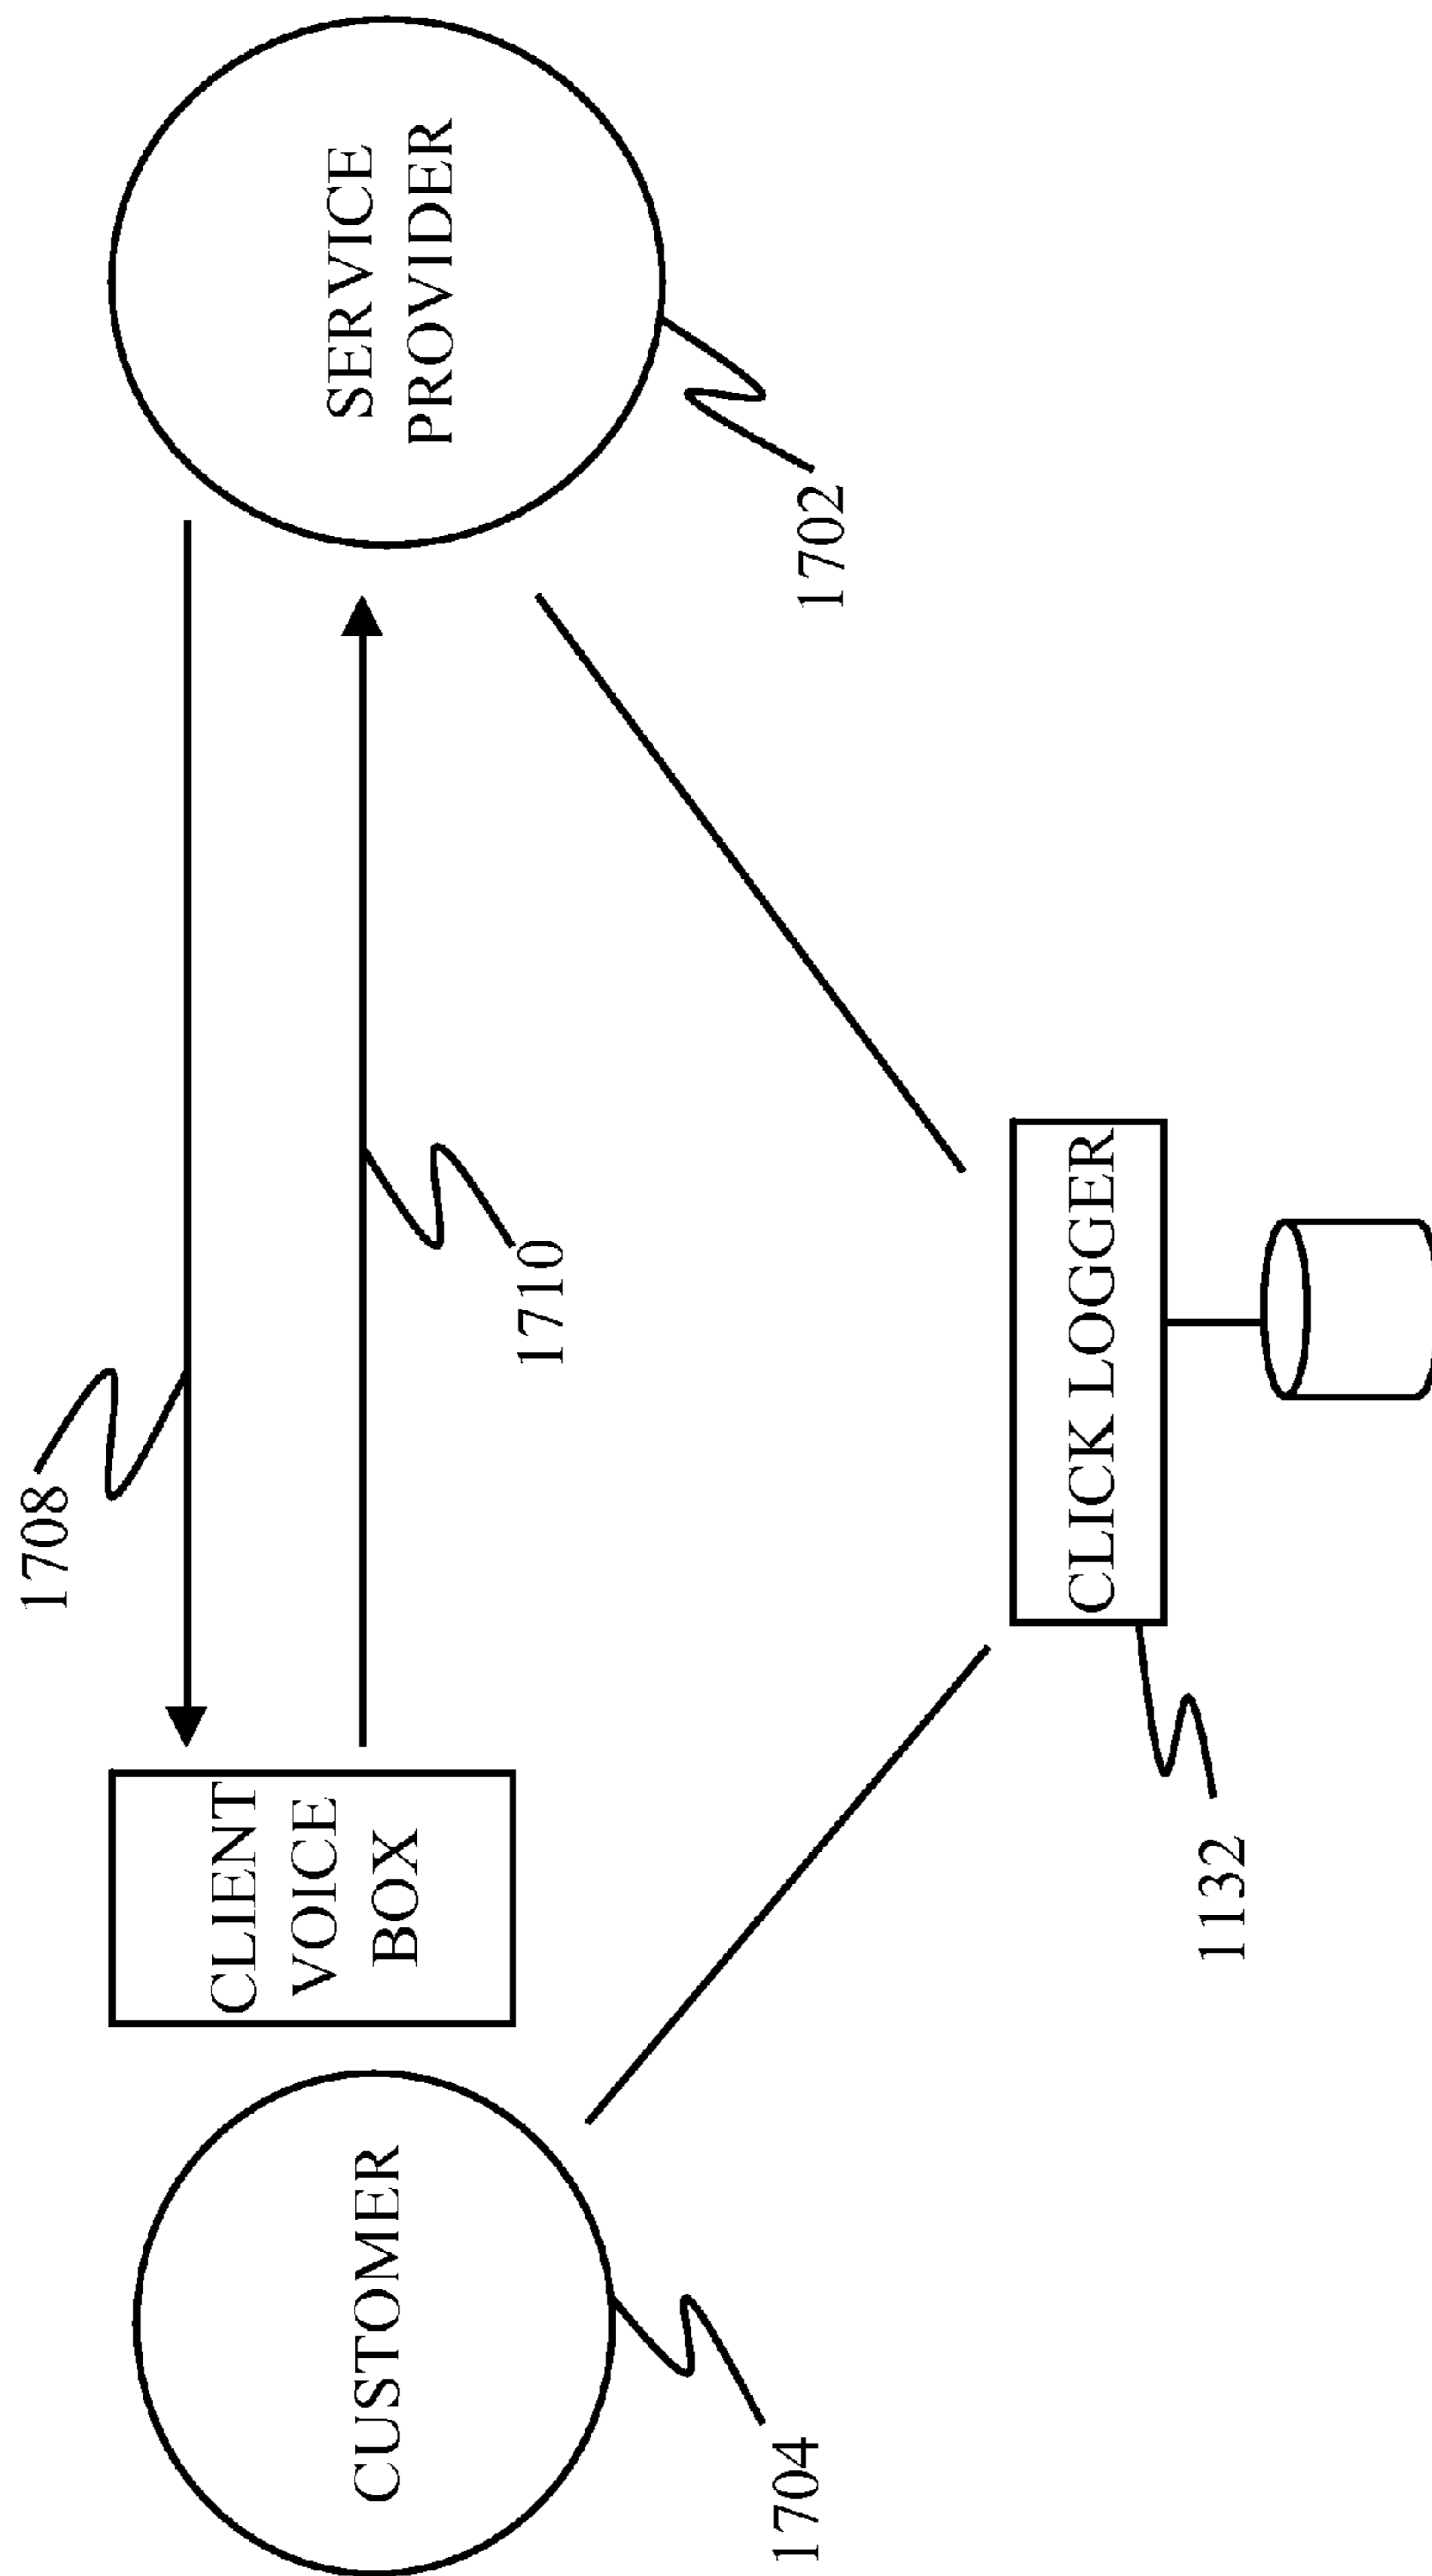 1708
CUSTOMER
CLIENT
VOICE
BOX
SERVICE
PROVIDER
1710
1704
1702
CLICK LOGGER
1132